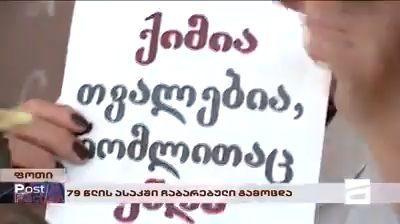 ქიმია
თვალებია,
რომლითაც
ფოთი
Post
79 წლის ასაკში ჩაბარებული გამოცდა